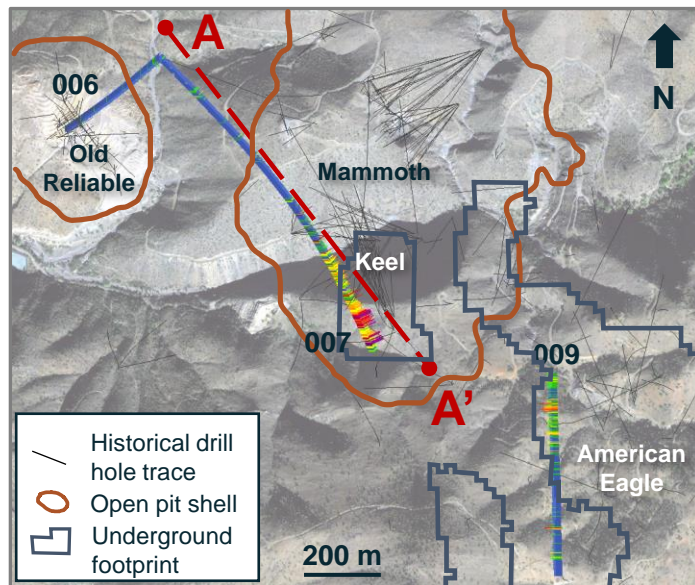 A
N
006
Old
Reliable
Mammoth
Keel
007
009
A'
American
Eagle
Historical drill
hole trace
Open pit shell
Underground
footprint
200 m